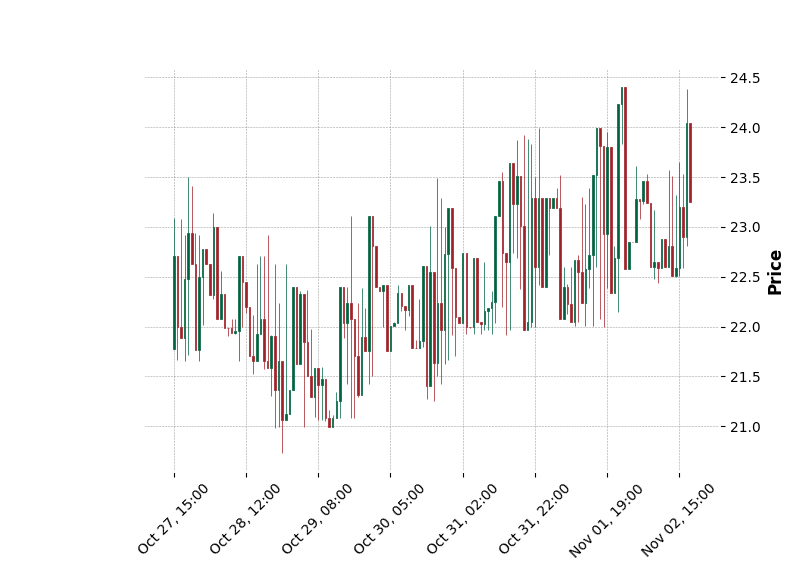 24.5
24.0
23.5
23.0
22.5
22.0
21.5
21.0
Price
Oct 27, 15:00
Oct 28, 12:00
Oct 29, 08:00
Oct 30, 05:00
Oct 31, 02:00
Oct 31, 22:00
Nov 01, 19:00
Nov 02, 15:00